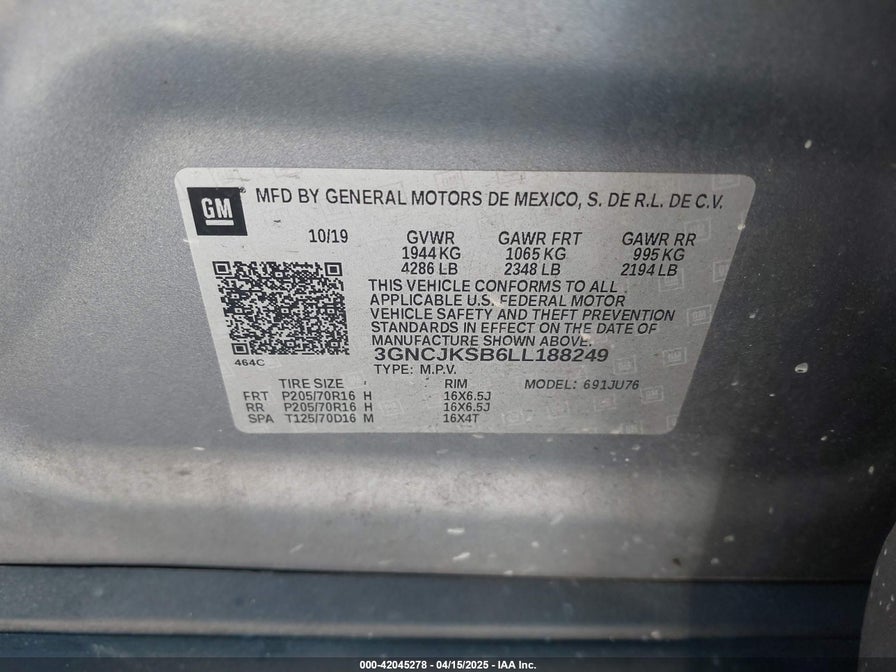 GM
MFD BY GENERAL MOTORS DE MEXICO, S. DE R.L. DE C.V.
10/19 GVWR GAWR FRT GAWR RR
1944 KG 1065 KG 995 KG
4286 LB 2348 LB 2194 LB
THIS VEHICLE CONFORMS TO ALL
APPLICABLE U.S. FEDERAL MOTOR
VEHICLE SAFETY AND THEFT PREVENTION
STANDARDS IN EFFECT ON THE DATE OF
MANUFACTURE SHOWN ABOVE.
464C
3GNCJKSB6LL188249
TYPE: M.P.V.
TIRE SIZE RIM MODEL: 691JU76
FRT P205/70R16 H 16X6.5J
RR P205/70R16 H 16X6.5J
SPA T125/70D16 M 16X4T
000-42045278 - 04/15/2025 - IAA Inc.